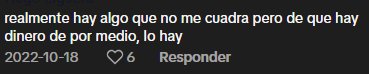 realmente hay algo que no me cuadra pero de que hay
dinero de por medio, lo hay
2022-10-18 6 Responder